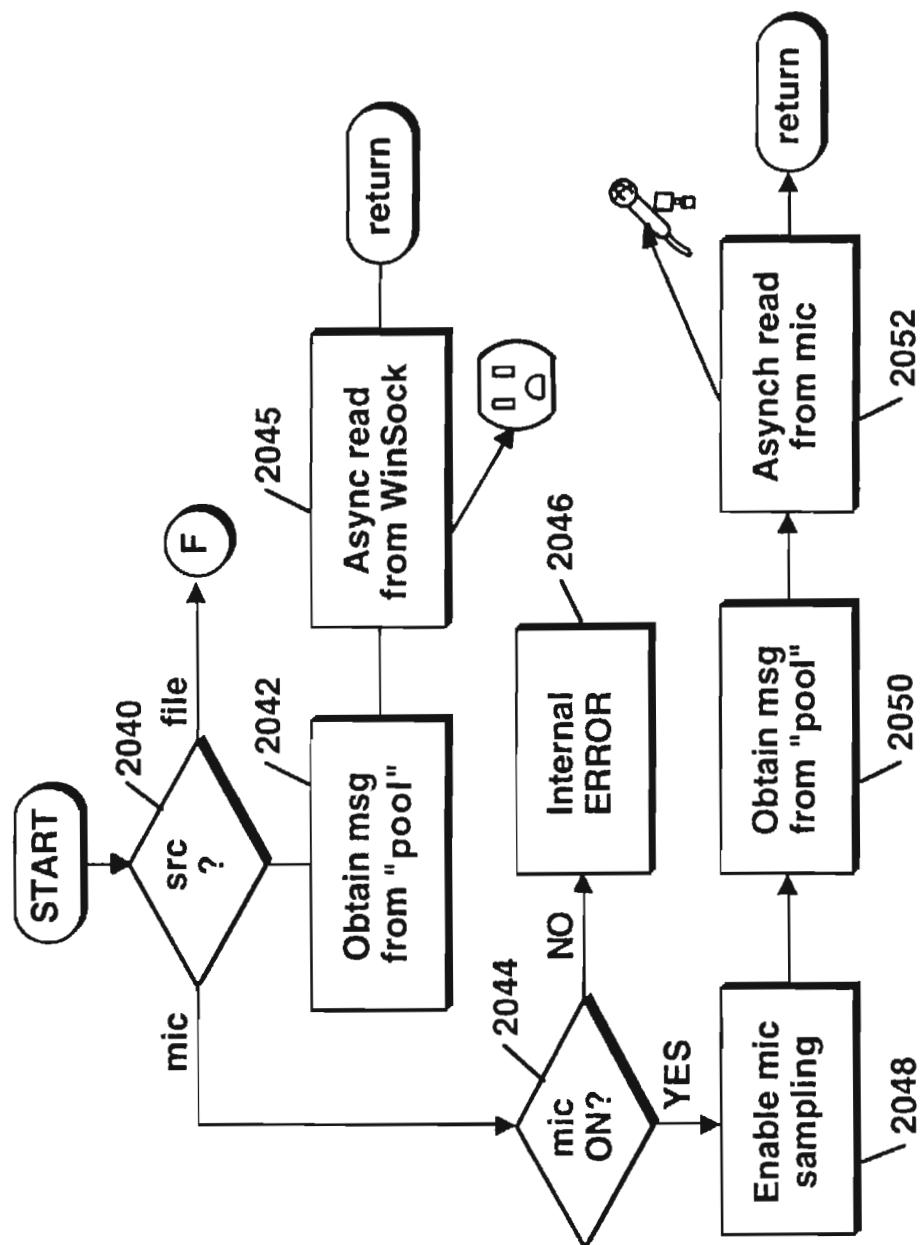 START
2040
src
?
file
F
mic
2042
Obtain msg
from "pool"
2045
Async read
from WinSock
return
2044
mic
ON?
NO
2046
Internal
ERROR
YES
Enable mic
sampling
2048
Obtain msg
from "pool"
2050
Asynch read
from mic
2052
return